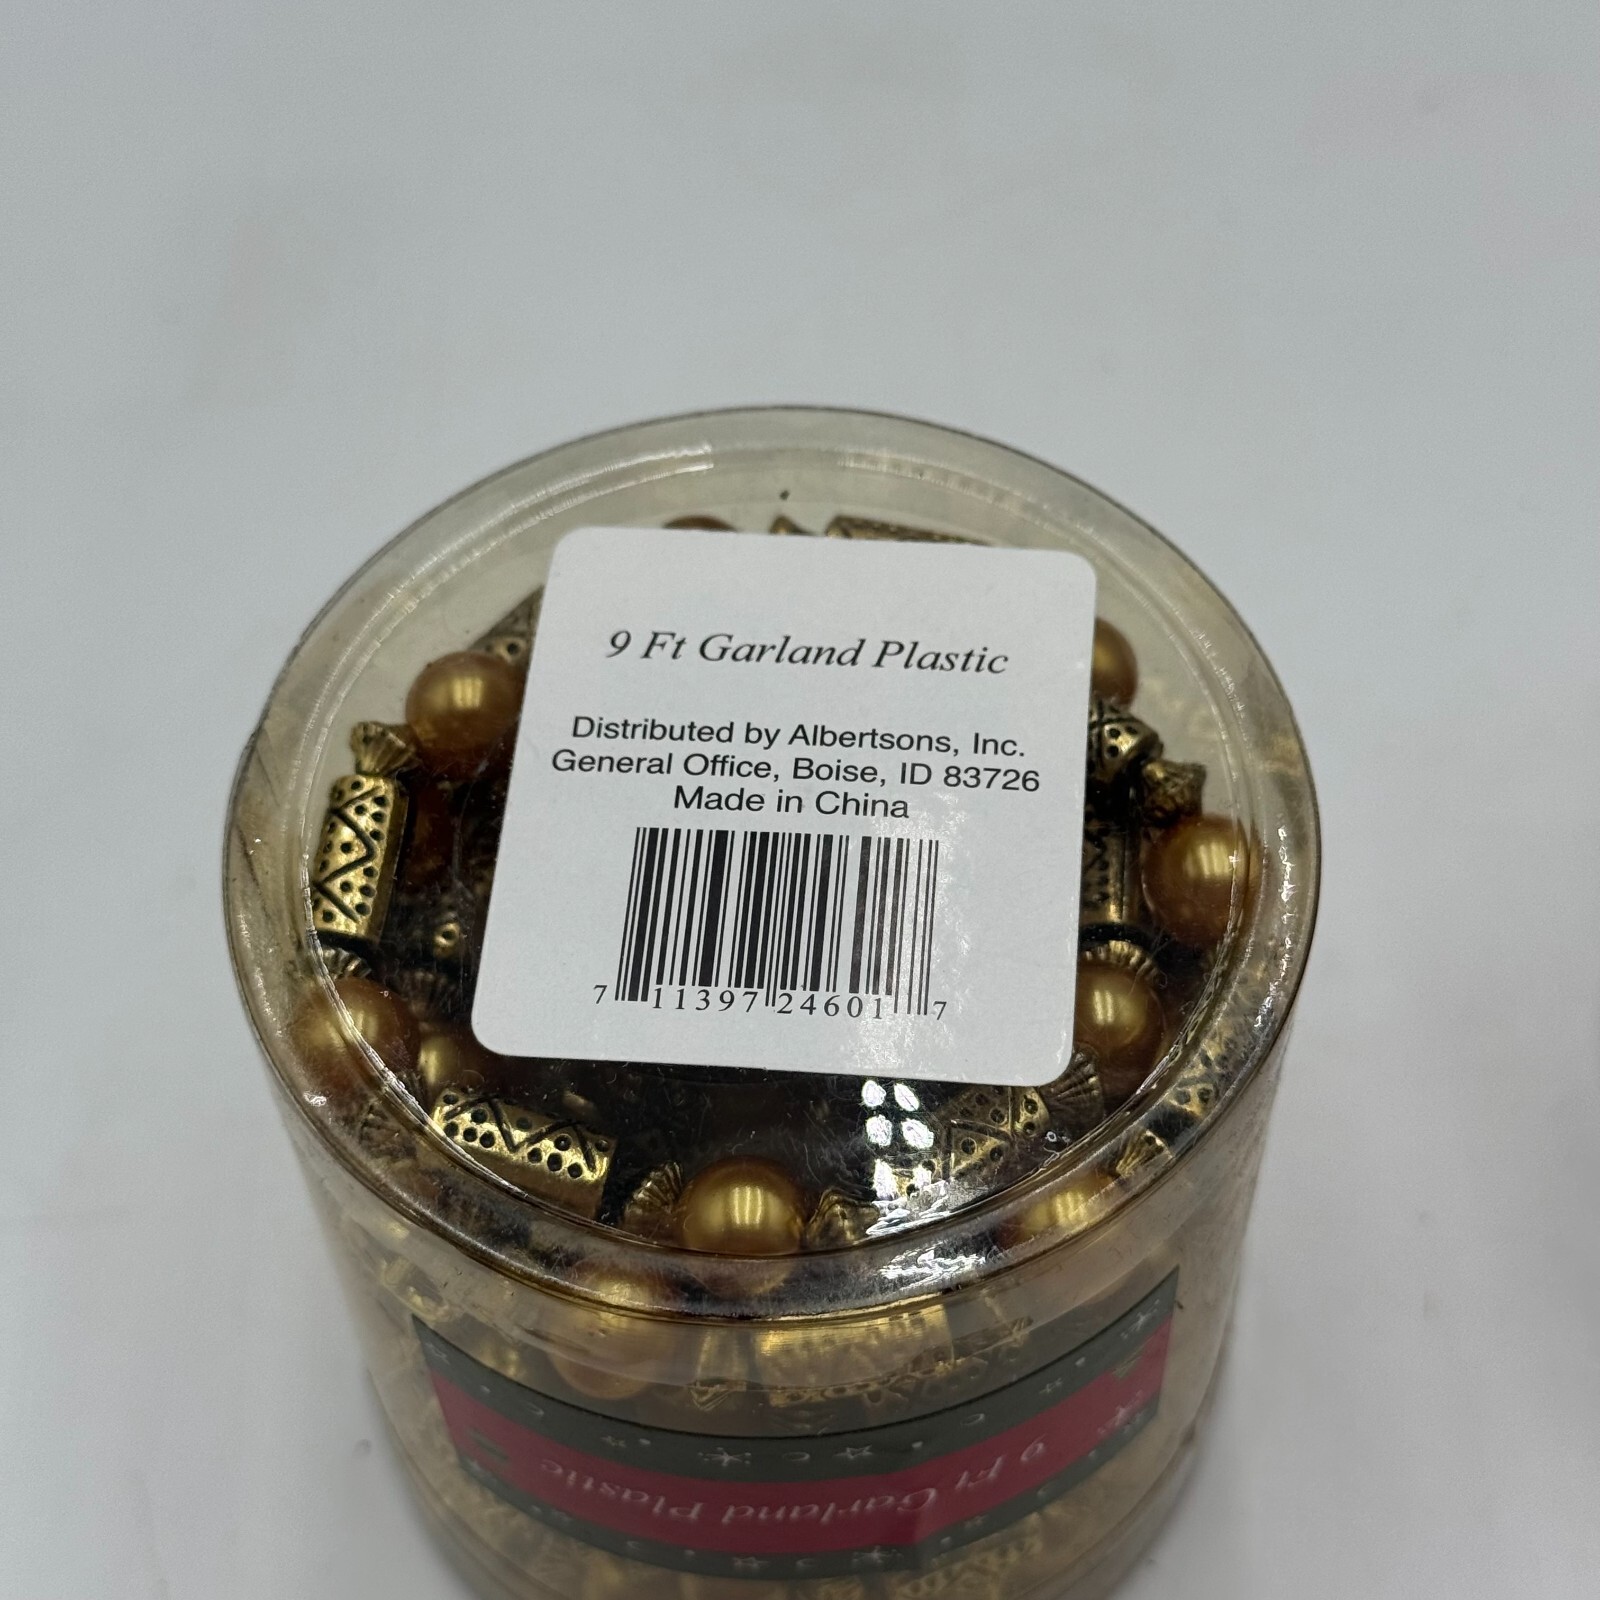 9 Ft Garland Plastic
Distributed by Albertsons, Inc.
General Office, Boise, ID 83726
Made in China
7 11397 24601 7
9 Ft Garland Plastic